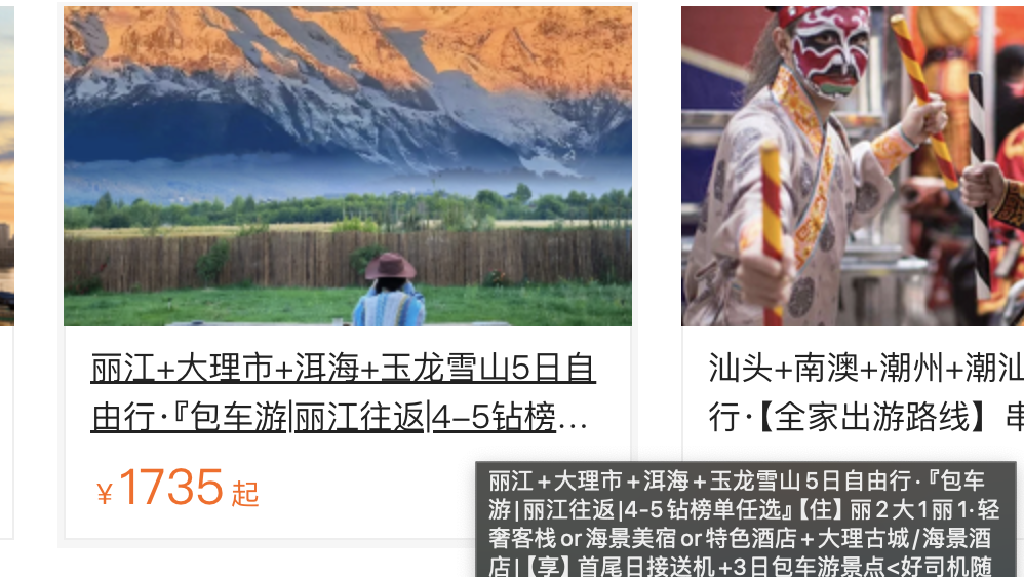 丽江+大理市+洱海+玉龙雪山5日自
由行·『包车游|丽江往返|4-5钻榜...
¥1735起
汕头+南澳+潮州+潮汕
行·【全家出游路线】串
丽江+大理市+洱海+玉龙雪山5日自由行·『包车
游|丽江往返|4-5钻榜单任选』【住】丽2大1丽1·轻
奢客栈or海景美宿or特色酒店+大理古城/海景酒
店|【享】首尾日接送机+3日包车游景点<好司机随